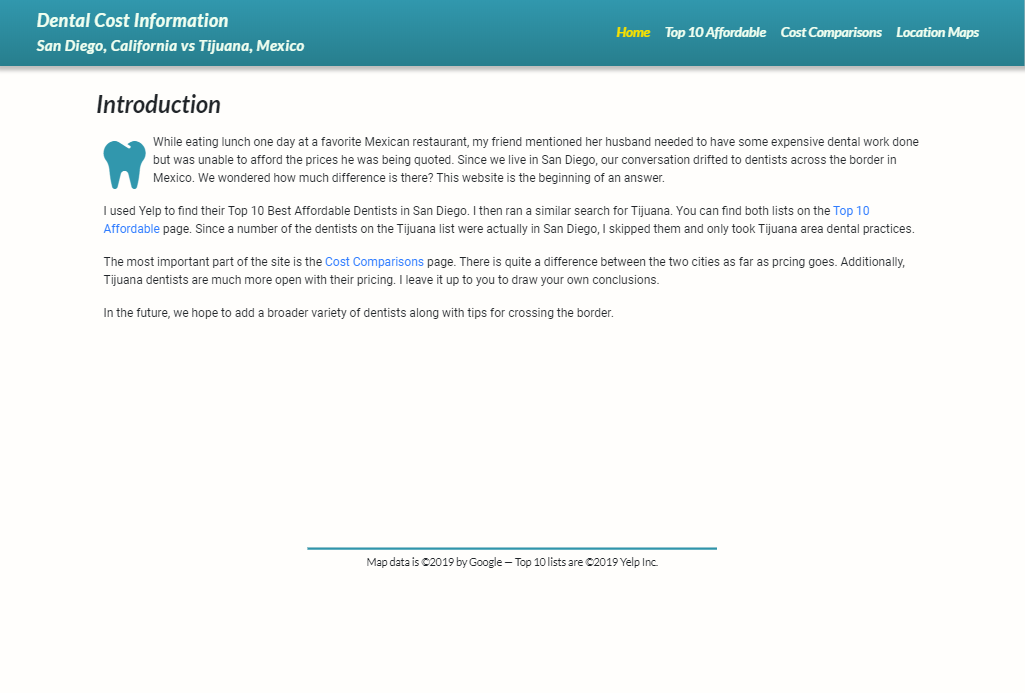 Dental Cost Information
San Diego, California vs Tijuana, Mexico
Home Top 10 Affordable Cost Comparisons Location Maps
Introduction
While eating lunch one day at a favorite Mexican restaurant, my friend mentioned her husband needed to have some expensive dental work done
but was unable to afford the prices he was being quoted. Since we live in San Diego, our conversation drifted to dentists across the border in
Mexico. We wondered how much difference is there? This website is the beginning of an answer.
I used Yelp to find their Top 10 Best Affordable Dentists in San Diego. I then ran a similar search for Tijuana. You can find both lists on the Top 10
Affordable page. Since a number of the dentists on the Tijuana list were actually in San Diego, I skipped them and only took Tijuana area dental practices.
The most important part of the site is the Cost Comparisons page. There is quite a difference between the two cities as far as prcing goes. Additionally,
Tijuana dentists are much more open with their pricing. I leave it up to you to draw your own conclusions.
In the future, we hope to add a broader variety of dentists along with tips for crossing the border.
Map data is ©2019 by Google — Top 10 lists are ©2019 Yelp Inc.